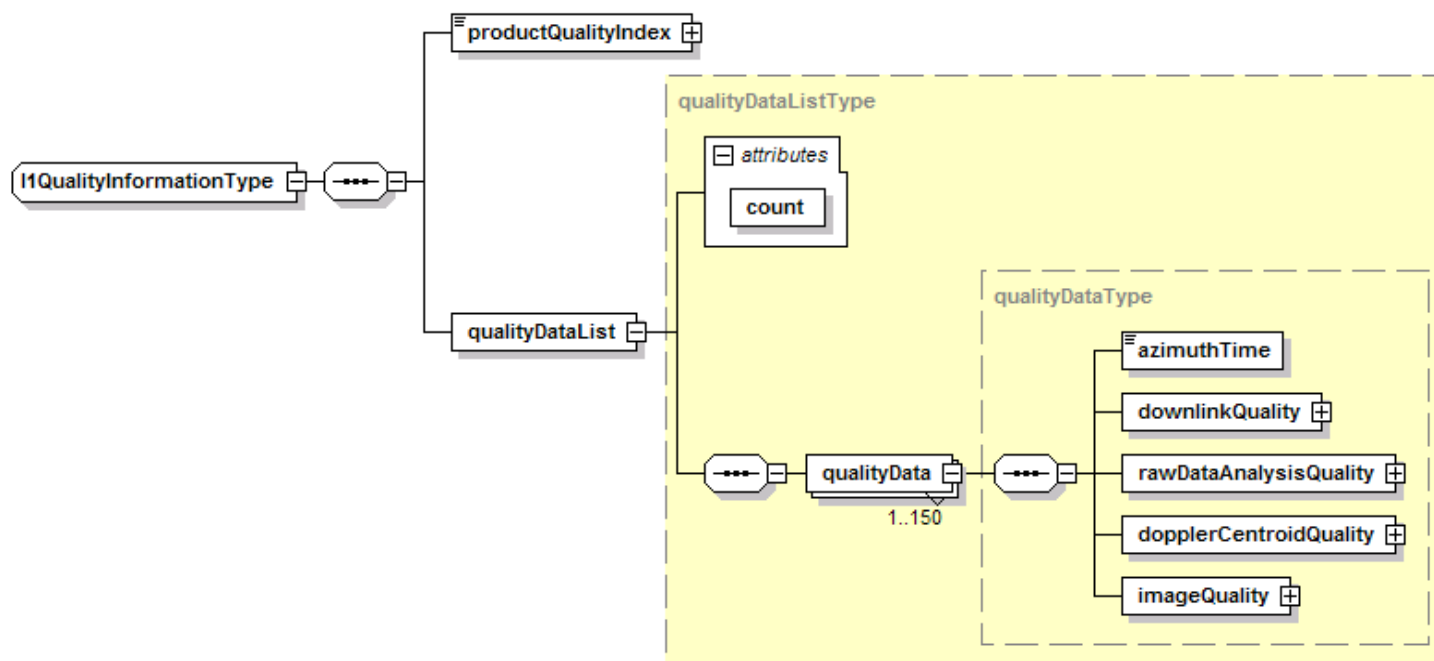 productQualityIndex
qualityDataListType
attributes
l1QualityInformationType
count
qualityDataType
qualityDataList
azimuthTime
downlinkQuality
qualityData
rawDataAnalysisQuality
1..150
dopplerCentroidQuality
imageQuality